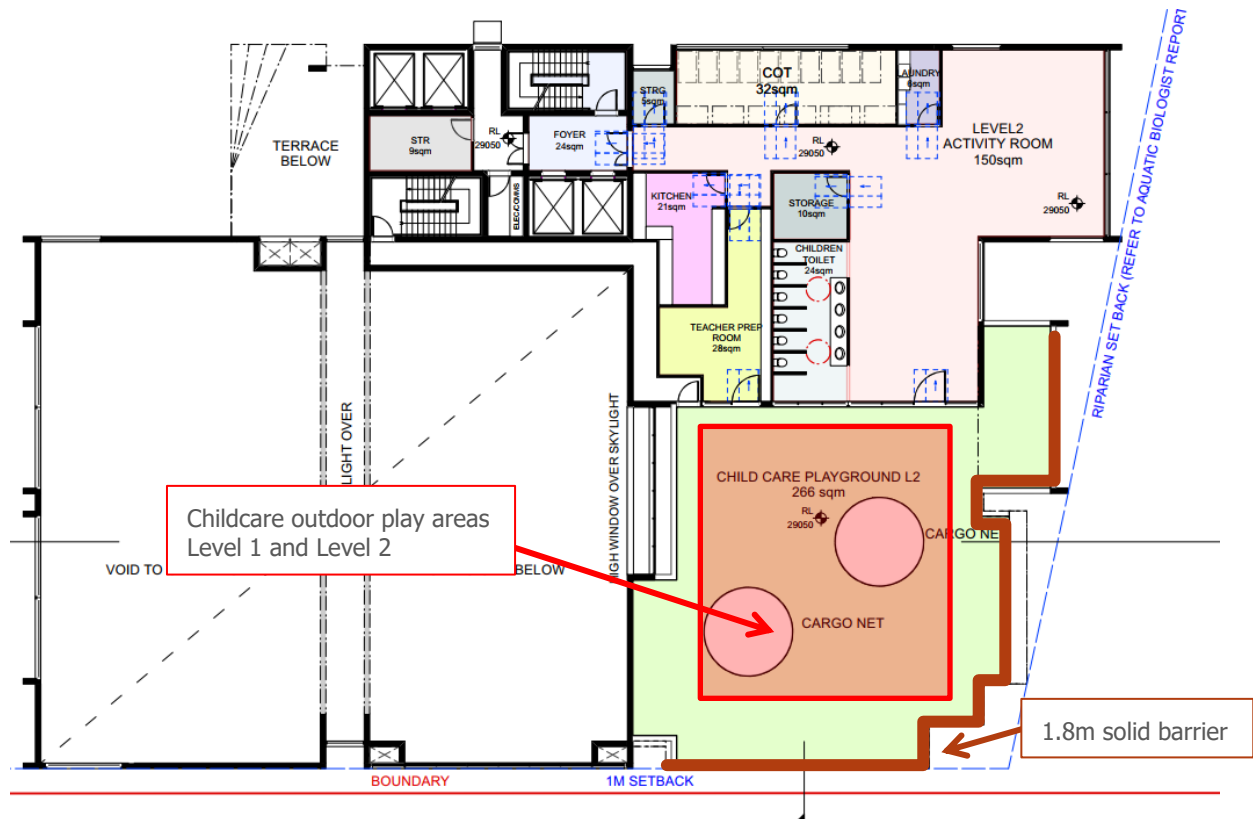 COT
32sqm
LAUNDRY
6sqm
STRG
5sqm
TERRACE
BELOW
STR
9sqm
RL
29050
FOYER
24sqm
RL
29050
LEVEL2
ACTIVITY ROOM
150sqm
RL
29050
ELEC.COMMS
KITCHEN
21sqm
STORAGE
10sqm
CHILDREN
TOILET
24sqm
TEACHER PREP
ROOM
28sqm
RIPARIAN SET BACK (REFER TO AQUATIC BIOLOGIST REPORT
LIGHT OVER
HIGH WINDOW OVER SKYLIGHT
CHILD CARE PLAYGROUND L2
266 sqm
RL
29050
Childcare outdoor play areas
Level 1 and Level 2
CARGO NE
VOID TO
BELOW
CARGO NET
1.8m solid barrier
BOUNDARY
1M SETBACK